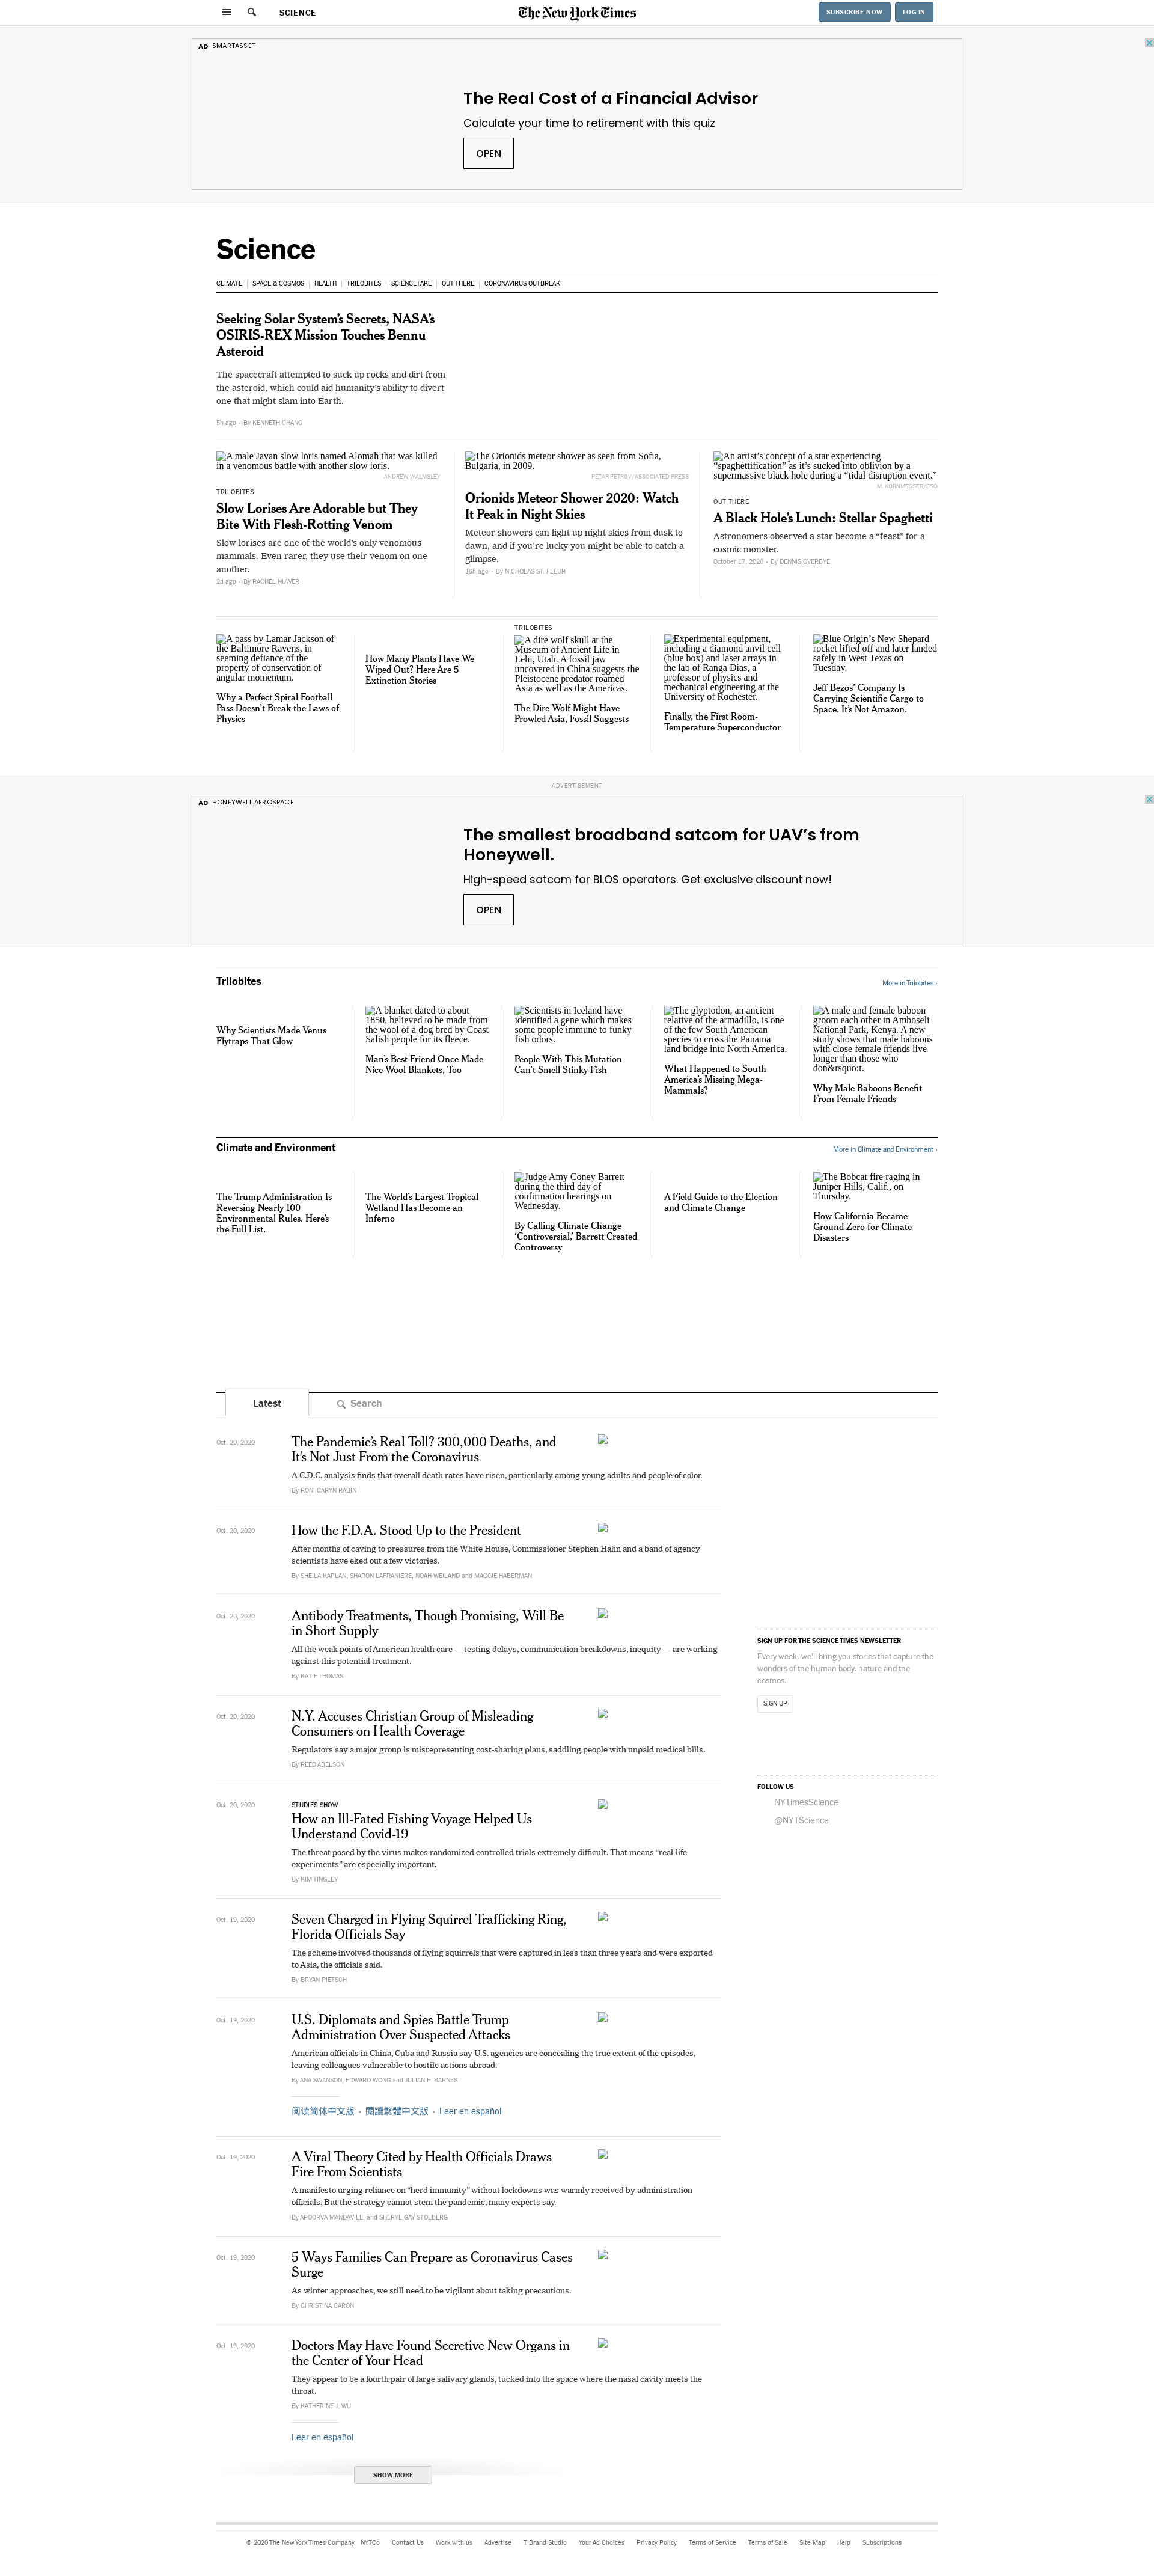 SCIENCE
The New York Times
SUBSCRIBE NOW
LOG IN
AD SMARTASSET
The Real Cost of a Financial Advisor
Calculate your time to retirement with this quiz
OPEN
Science
CLIMATE
SPACE & COSMOS
HEALTH
TRILOBITES
SCIENCETAKE
OUT THERE
CORONAVIRUS OUTBREAK
Seeking Solar System’s Secrets, NASA’s
OSIRIS-REX Mission Touches Bennu
Asteroid
The spacecraft attempted to suck up rocks and dirt from
the asteroid, which could aid humanity’s ability to divert
one that might slam into Earth.
5h ago • By KENNETH CHANG
A male Javan slow loris named Alomah that was killed
in a venomous battle with another slow loris.
ANDREW WALMSLEY
TRILOBITES
Slow Lorises Are Adorable but They
Bite With Flesh-Rotting Venom
Slow lorises are one of the world’s only venomous
mammals. Even rarer, they use their venom on one
another.
2d ago • By RACHEL NUWER
The Orionids meteor shower as seen from Sofia,
Bulgaria, in 2009.
PETAR PETROV/ASSOCIATED PRESS
Orionids Meteor Shower 2020: Watch
It Peak in Night Skies
Meteor showers can light up night skies from dusk to
dawn, and if you’re lucky you might be able to catch a
glimpse.
16h ago • By NICHOLAS ST. FLEUR
An artist’s concept of a star experiencing
“spaghettification” as it’s sucked into oblivion by a
supermassive black hole during a “tidal disruption event.”
M. KORNMESSER/ESO
OUT THERE
A Black Hole’s Lunch: Stellar Spaghetti
Astronomers observed a star become a “feast” for a
cosmic monster.
October 17, 2020 • By DENNIS OVERBYE
A pass by Lamar Jackson of
the Baltimore Ravens, in
seeming defiance of the
property of conservation of
angular momentum.
Why a Perfect Spiral Football
Pass Doesn’t Break the Laws of
Physics
How Many Plants Have We
Wiped Out? Here Are 5
Extinction Stories
TRILOBITES
A dire wolf skull at the
Museum of Ancient Life in
Lehi, Utah. A fossil jaw
uncovered in China suggests the
Pleistocene predator roamed
Asia as well as the Americas.
The Dire Wolf Might Have
Prowled Asia, Fossil Suggests
Experimental equipment,
including a diamond anvil cell
(blue box) and laser arrays in
the lab of Ranga Dias, a
professor of physics and
mechanical engineering at the
University of Rochester.
Finally, the First Room-
Temperature Superconductor
Blue Origin’s New Shepard
rocket lifted off and later landed
safely in West Texas on
Tuesday.
Jeff Bezos’ Company Is
Carrying Scientific Cargo to
Space. It’s Not Amazon.
ADVERTISEMENT
AD HONEYWELL AEROSPACE
The smallest broadband satcom for UAV’s from
Honeywell.
High-speed satcom for BLOS operators. Get exclusive discount now!
OPEN
Trilobites
More in Trilobites ›
Why Scientists Made Venus
Flytraps That Glow
A blanket dated to about
1850, believed to be made from
the wool of a dog bred by Coast
Salish people for its fleece.
Man’s Best Friend Once Made
Nice Wool Blankets, Too
Scientists in Iceland have
identified a gene which makes
some people immune to funky
fish odors.
People With This Mutation
Can’t Smell Stinky Fish
The glyptodon, an ancient
relative of the armadillo, is one
of the few South American
species to cross the Panama
land bridge into North America.
What Happened to South
America’s Missing Mega-
Mammals?
A male and female baboon
groom each other in Amboseli
National Park, Kenya. A new
study shows that male baboons
with close female friends live
longer than those who
don&rsquo;t.
Why Male Baboons Benefit
From Female Friends
Climate and Environment
More in Climate and Environment ›
The Trump Administration Is
Reversing Nearly 100
Environmental Rules. Here’s
the Full List.
The World’s Largest Tropical
Wetland Has Become an
Inferno
Judge Amy Coney Barrett
during the third day of
confirmation hearings on
Wednesday.
By Calling Climate Change
‘Controversial,’ Barrett Created
Controversy
A Field Guide to the Election
and Climate Change
The Bobcat fire raging in
Juniper Hills, Calif., on
Thursday.
How California Became
Ground Zero for Climate
Disasters
Latest
Search
Oct. 20, 2020
The Pandemic’s Real Toll? 300,000 Deaths, and
It’s Not Just From the Coronavirus
A C.D.C. analysis finds that overall death rates have risen, particularly among young adults and people of color.
By RONI CARYN RABIN
Oct. 20, 2020
How the F.D.A. Stood Up to the President
After months of caving to pressures from the White House, Commissioner Stephen Hahn and a band of agency
scientists have eked out a few victories.
By SHEILA KAPLAN, SHARON LAFRANIERE, NOAH WEILAND and MAGGIE HABERMAN
Oct. 20, 2020
Antibody Treatments, Though Promising, Will Be
in Short Supply
All the weak points of American health care — testing delays, communication breakdowns, inequity — are working
against this potential treatment.
By KATIE THOMAS
Oct. 20, 2020
N.Y. Accuses Christian Group of Misleading
Consumers on Health Coverage
Regulators say a major group is misrepresenting cost-sharing plans, saddling people with unpaid medical bills.
By REED ABELSON
Oct. 20, 2020
STUDIES SHOW
How an Ill-Fated Fishing Voyage Helped Us
Understand Covid-19
The threat posed by the virus makes randomized controlled trials extremely difficult. That means “real-life
experiments” are especially important.
By KIM TINGLEY
Oct. 19, 2020
Seven Charged in Flying Squirrel Trafficking Ring,
Florida Officials Say
The scheme involved thousands of flying squirrels that were captured in less than three years and were exported
to Asia, the officials said.
By BRYAN PIETSCH
Oct. 19, 2020
U.S. Diplomats and Spies Battle Trump
Administration Over Suspected Attacks
American officials in China, Cuba and Russia say U.S. agencies are concealing the true extent of the episodes,
leaving colleagues vulnerable to hostile actions abroad.
By ANA SWANSON, EDWARD WONG and JULIAN E. BARNES
阅读简体中文版 • 閱讀繁體中文版 • Leer en español
Oct. 19, 2020
A Viral Theory Cited by Health Officials Draws
Fire From Scientists
A manifesto urging reliance on “herd immunity” without lockdowns was warmly received by administration
officials. But the strategy cannot stem the pandemic, many experts say.
By APOORVA MANDAVILLI and SHERYL GAY STOLBERG
Oct. 19, 2020
5 Ways Families Can Prepare as Coronavirus Cases
Surge
As winter approaches, we still need to be vigilant about taking precautions.
By CHRISTINA CARON
Oct. 19, 2020
Doctors May Have Found Secretive New Organs in
the Center of Your Head
They appear to be a fourth pair of large salivary glands, tucked into the space where the nasal cavity meets the
throat.
By KATHERINE J. WU
Leer en español
SHOW MORE
SIGN UP FOR THE SCIENCE TIMES NEWSLETTER
Every week, we’ll bring you stories that capture the
wonders of the human body, nature and the
cosmos.
SIGN UP
FOLLOW US
NYTimesScience
@NYTScience
© 2020 The New York Times Company
NYTCo
Contact Us
Work with us
Advertise
T Brand Studio
Your Ad Choices
Privacy Policy
Terms of Service
Terms of Sale
Site Map
Help
Subscriptions